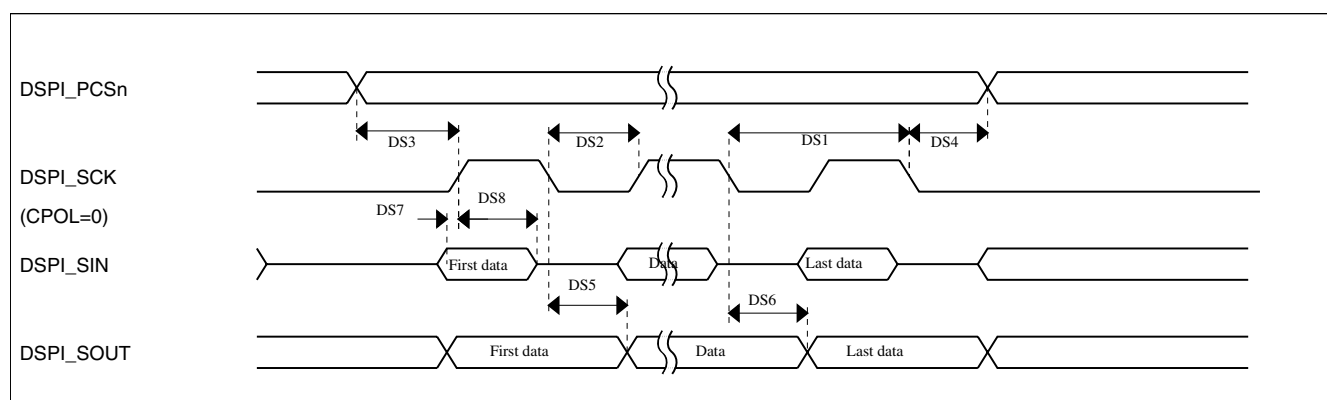 DSPI_PCSn
DS3
DS2
DS1
DS4
DSPI_SCK
(CPOL=0)
DS7
DS8
DSPI_SIN
First data
Data
Last data
DS5
DS6
DSPI_SOUT
First data
Data
Last data